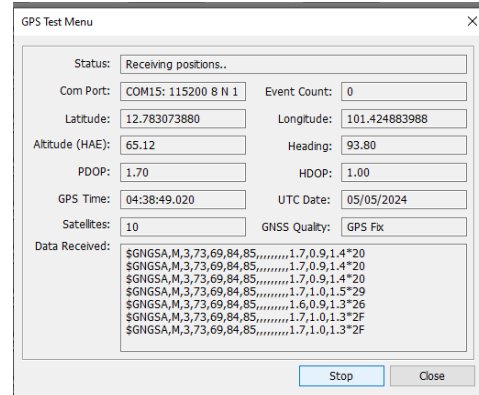 GPS Test Menu
Status: Receiving positions..
Com Port: COM15: 115200 8 N 1 Event Count: 0
Latitude: 12.783073880 Longitude: 101.424883988
Altitude (HAE): 65.12 Heading: 93.80
PDOP: 1.70 HDOP: 1.00
GPS Time: 04:38:49.020 UTC Date: 05/05/2024
Satellites: 10 GNSS Quality: GPS Fix
Data Received:
$GNGSA,M,3,73,69,84,85,,,,,,,,,1.7,0.9,1.4*20
$GNGSA,M,3,73,69,84,85,,,,,,,,,1.7,0.9,1.4*20
$GNGSA,M,3,73,69,84,85,,,,,,,,,1.7,0.9,1.4*20
$GNGSA,M,3,73,69,84,85,,,,,,,,,1.7,1.0,1.5*29
$GNGSA,M,3,73,69,84,85,,,,,,,,,1.6,0.9,1.3*26
$GNGSA,M,3,73,69,84,85,,,,,,,,,1.7,1.0,1.3*2F
$GNGSA,M,3,73,69,84,85,,,,,,,,,1.7,1.0,1.3*2F
Stop Close